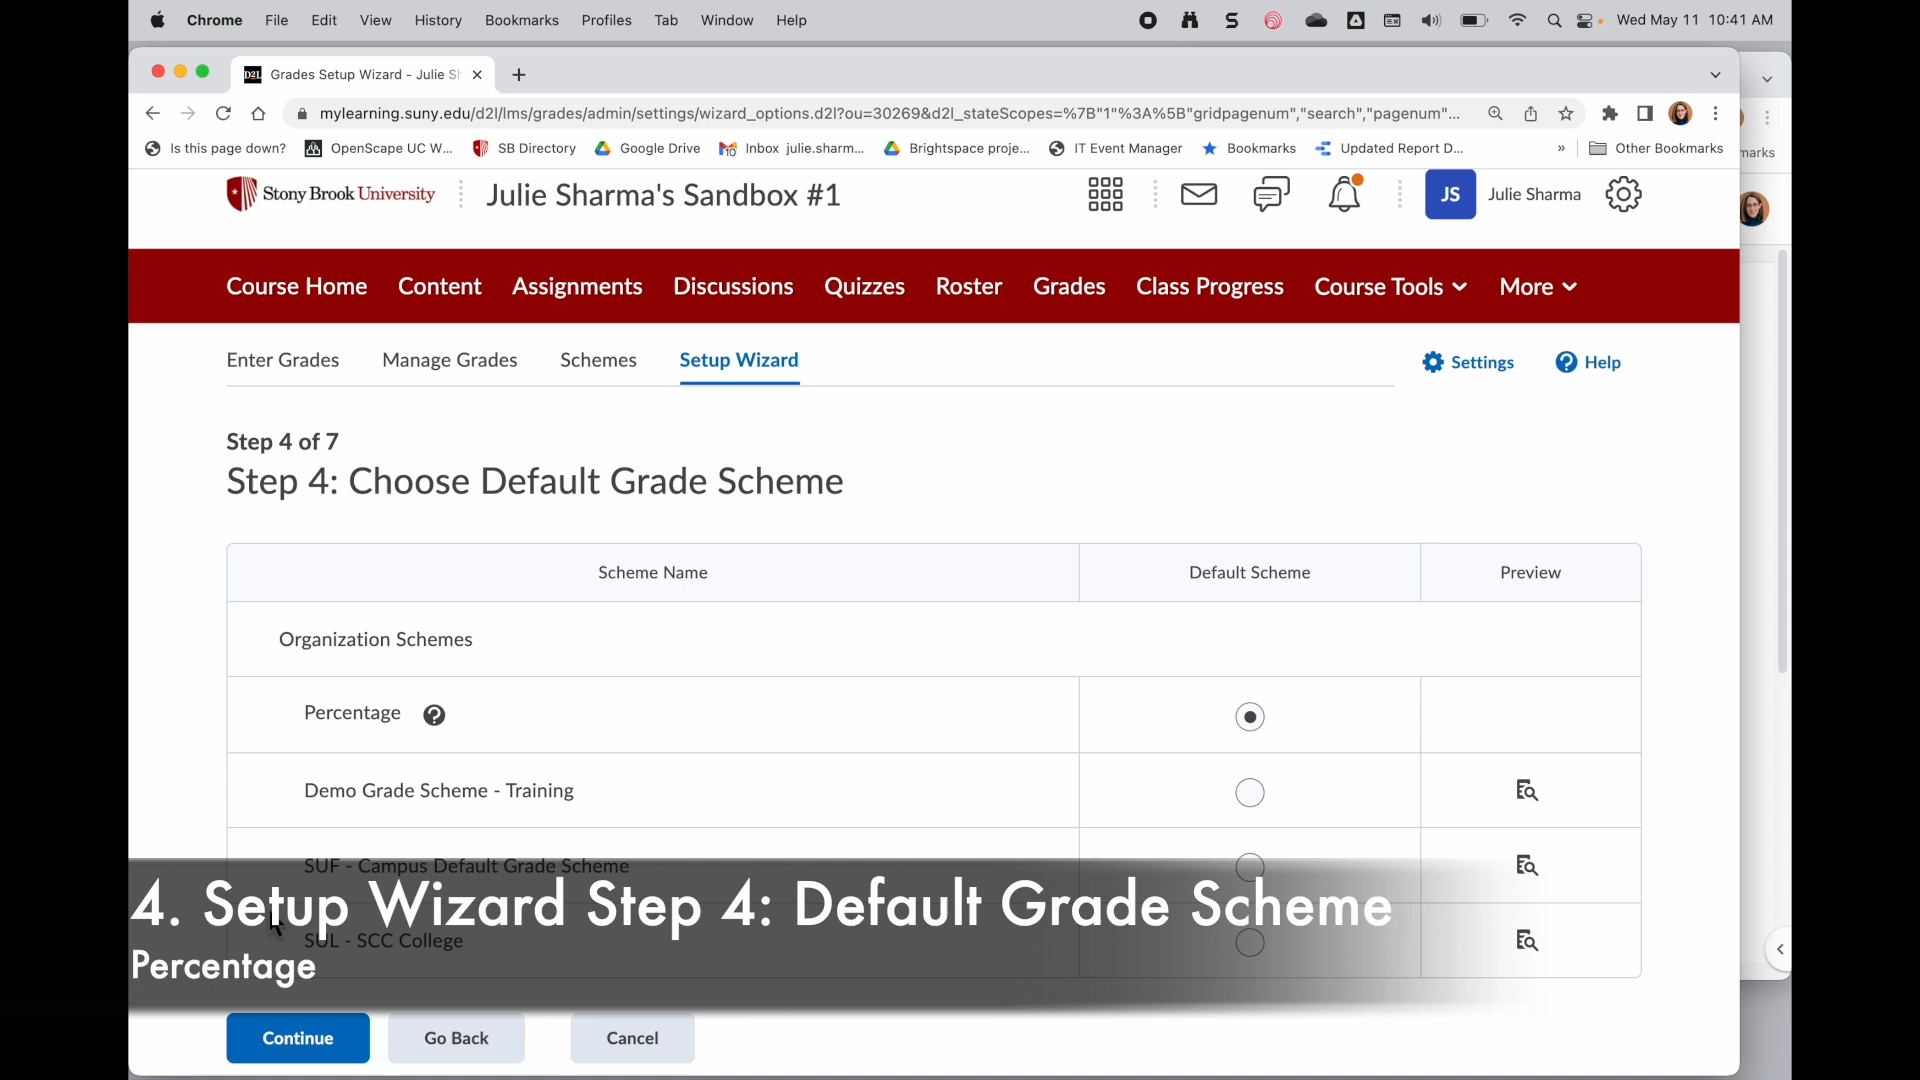 Chrome File Edit View History Bookmarks Profiles Tab Window Help Wed May 11 10:41 AM
D2L Grades Setup Wizard - Julie Sh
mylearning.suny.edu/d2l/lms/grades/admin/settings/wizard_options.d2l?ou=30269&d2l_stateScopes=%7B"1"%3A%5B"gridpagenum","search","pagenum"...
Is this page down? OpenScape UC W... SB Directory Google Drive Inbox julie.sharm... Brightspace proje... IT Event Manager Bookmarks Updated Report D... » Other Bookmarks marks
Stony Brook University Julie Sharma's Sandbox #1 JS Julie Sharma
Course Home Content Assignments Discussions Quizzes Roster Grades Class Progress Course Tools More
Enter Grades Manage Grades Schemes Setup Wizard Settings Help
Step 4 of 7
Step 4: Choose Default Grade Scheme
Scheme Name Default Scheme Preview
Organization Schemes
Percentage
Demo Grade Scheme - Training
SUF - Campus Default Grade Scheme
4. Setup Wizard Step 4: Default Grade Scheme
SUL - SCC College
Percentage
Continue Go Back Cancel